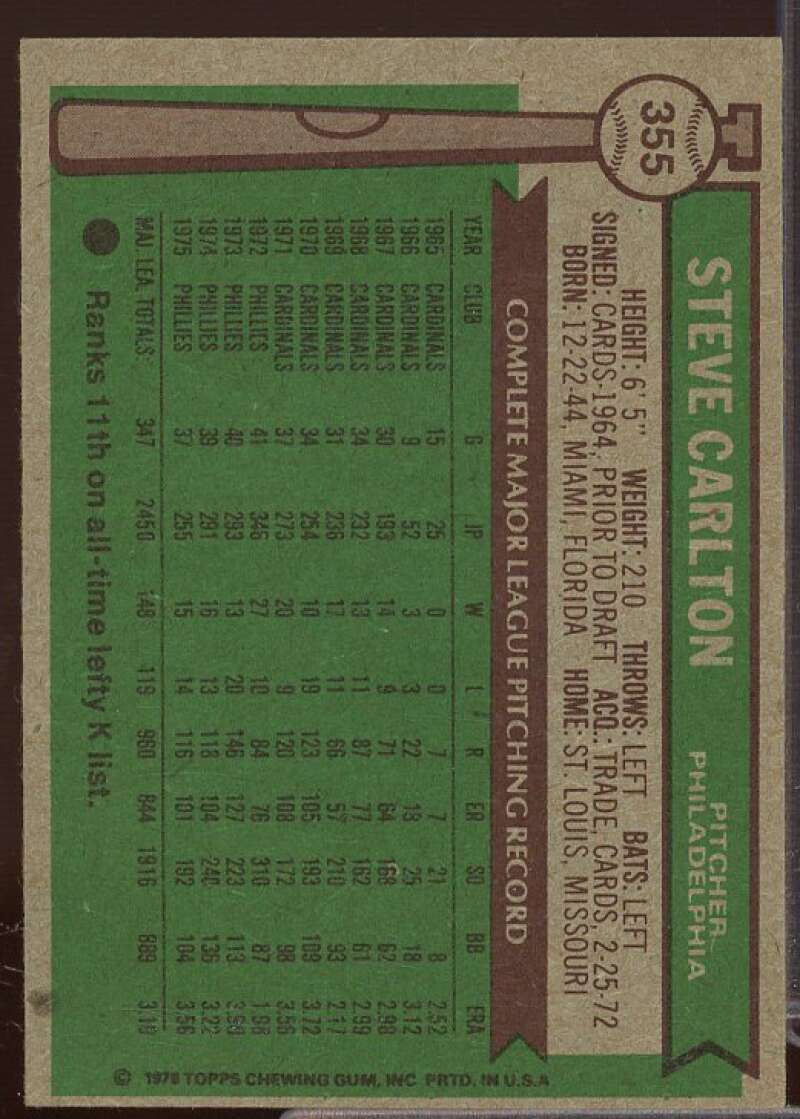 355
STEVE CARLTON
PITCHER
PHILADELPHIA
HEIGHT: 6' 5" WEIGHT: 210 THROWS: LEFT BATS: LEFT
SIGNED: CARDS-1964, PRIOR TO DRAFT ACQ.: TRADE, CARDS, 2-25-72
BORN: 12-22-44, MIAMI, FLORIDA HOME: ST. LOUIS, MISSOURI
COMPLETE MAJOR LEAGUE PITCHING RECORD
YEAR CLUB G IP W L R ER SO BB ERA
1965 CARDINALS 15 25 0 0 7 7 21 8 2.52
1966 CARDINALS 9 52 3 3 22 18 25 18 3.12
1967 CARDINALS 30 193 14 9 71 64 168 62 2.98
1968 CARDINALS 34 232 13 11 87 77 162 61 2.99
1969 CARDINALS 31 236 17 11 66 57 210 93 2.17
1970 CARDINALS 34 254 10 19 123 105 193 109 3.72
1971 CARDINALS 37 273 20 9 120 108 172 98 3.56
1972 PHILLIES 41 346 27 10 84 76 310 87 1.98
1973 PHILLIES 40 293 13 20 146 127 223 113 3.90
1974 PHILLIES 39 291 16 13 118 104 240 136 3.22
1975 PHILLIES 37 255 15 14 116 101 192 104 3.56
MAJ. LEA. TOTALS 347 2450 148 119 960 844 1916 889 3.10
Ranks 11th on all-time lefty K list.
© 1976 TOPPS CHEWING GUM, INC. PRTD. IN U.S.A.